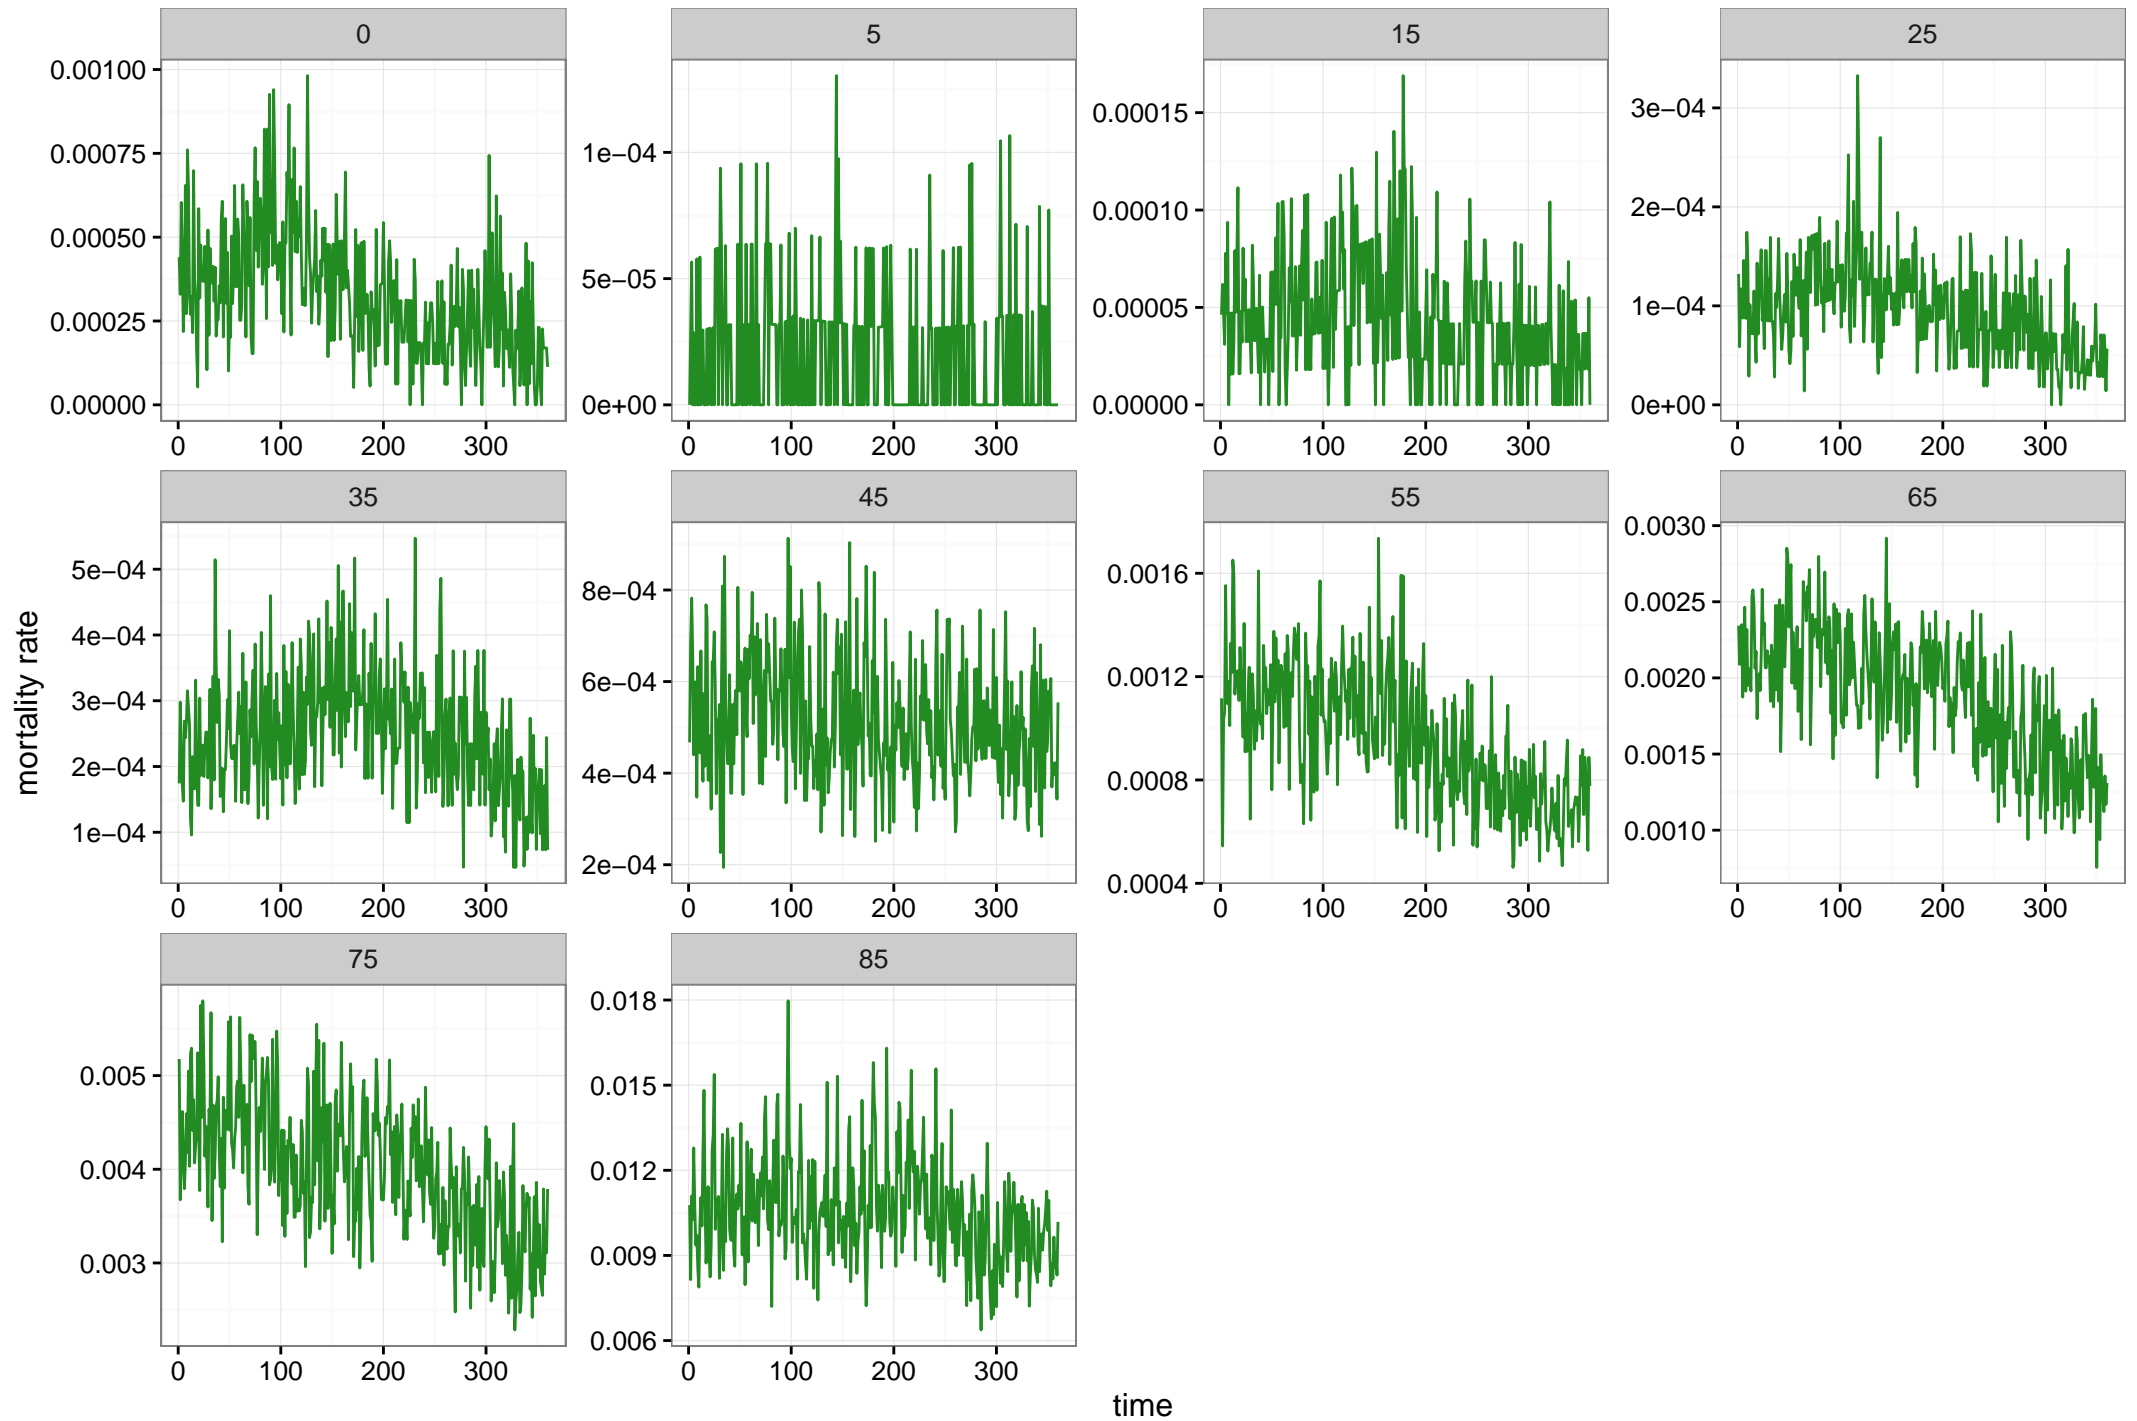 0 5 15 25
0.00100
0.00075
0.00050
0.00025
0.00000
0 100 200 300
1e−04
5e−05
0e+00
0 100 200 300
0.00015
0.00010
0.00005
0.00000
0 100 200 300
3e−04
2e−04
1e−04
0e+00
0 100 200 300
35 45 55 65
5e−04
4e−04
3e−04
2e−04
1e−04
0 100 200 300
8e−04
6e−04
4e−04
2e−04
0 100 200 300
0.0016
0.0012
0.0008
0.0004
0 100 200 300
0.0030
0.0025
0.0020
0.0015
0.0010
0 100 200 300
75 85
0.005
0.004
0.003
0 100 200 300
0.018
0.015
0.012
0.009
0.006
0 100 200 300
mortality rate
time